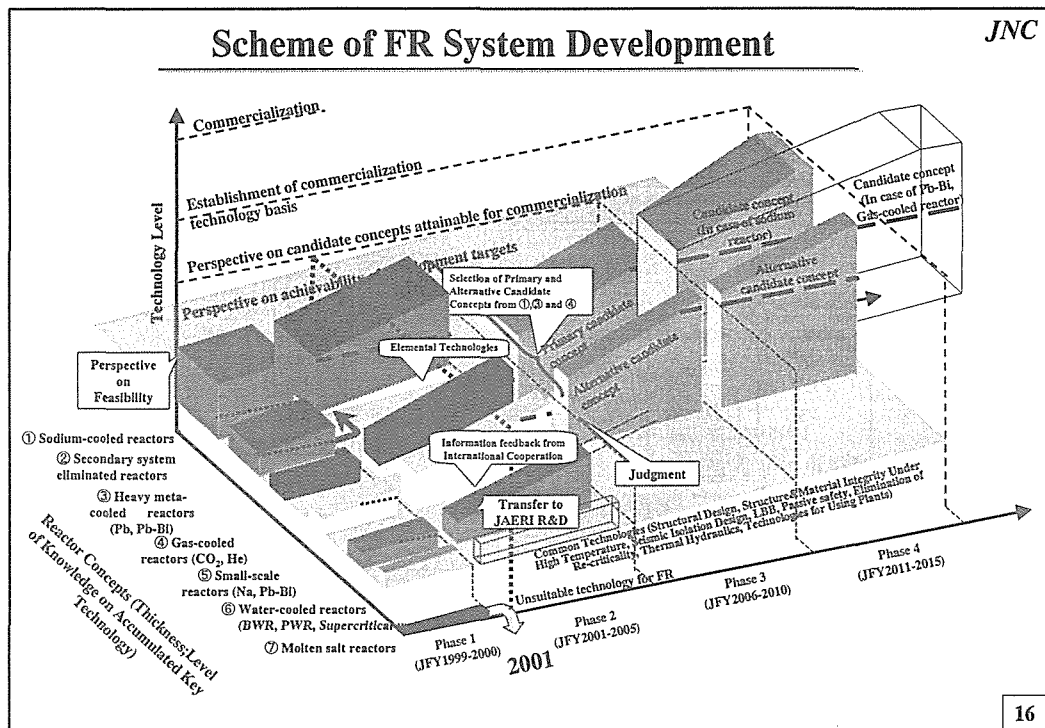 Scheme of FR System Development
JNC
Technology Level
Commercialization
Establishment of commercialization
technology basis
Perspective on candidate concepts attainable for commercialization
Perspective on achievability
targets
Perspective
on
Feasibility
Selection of Primary and
Alternative Candidate
Concepts from ①,③ and ④
Elemental Technologies
Information feedback from
International Cooperation
Transfer to
JAERI R&D
Judgment
Primary candidate
concept
Alternative candidate
concept
Candidate concept
(In case of sodium
reactor)
Alternative
candidate concept
Candidate concept
(In case of Pb-Bi,
Gas-cooled reactor)
① Sodium-cooled reactors
② Secondary system
eliminated reactors
③ Heavy meta-
cooled reactors
(Pb, Pb-Bi)
④ Gas-cooled
reactors (CO₂, He)
⑤ Small-scale
reactors (Na, Pb-Bi)
⑥ Water-cooled reactors
(BWR, PWR, Supercritical
⑦ Molten salt reactors
Reactor Concepts (Thickness;Level
of Knowledge on Accumulated Key
Technology)
Common Technologies (Structural Design, Structure&Material Integrity Under
High Temperature, Seismic Isolation Design, LBB, Passive safety, Elimination of
Re-criticality, Thermal Hydraulics, Technologies for Using Plants)
Unsuitable technology for FR
Phase 1
(JFY1999-2000)
2001
Phase 2
(JFY2001-2005)
Phase 3
(JFY2006-2010)
Phase 4
(JFY2011-2015)
16